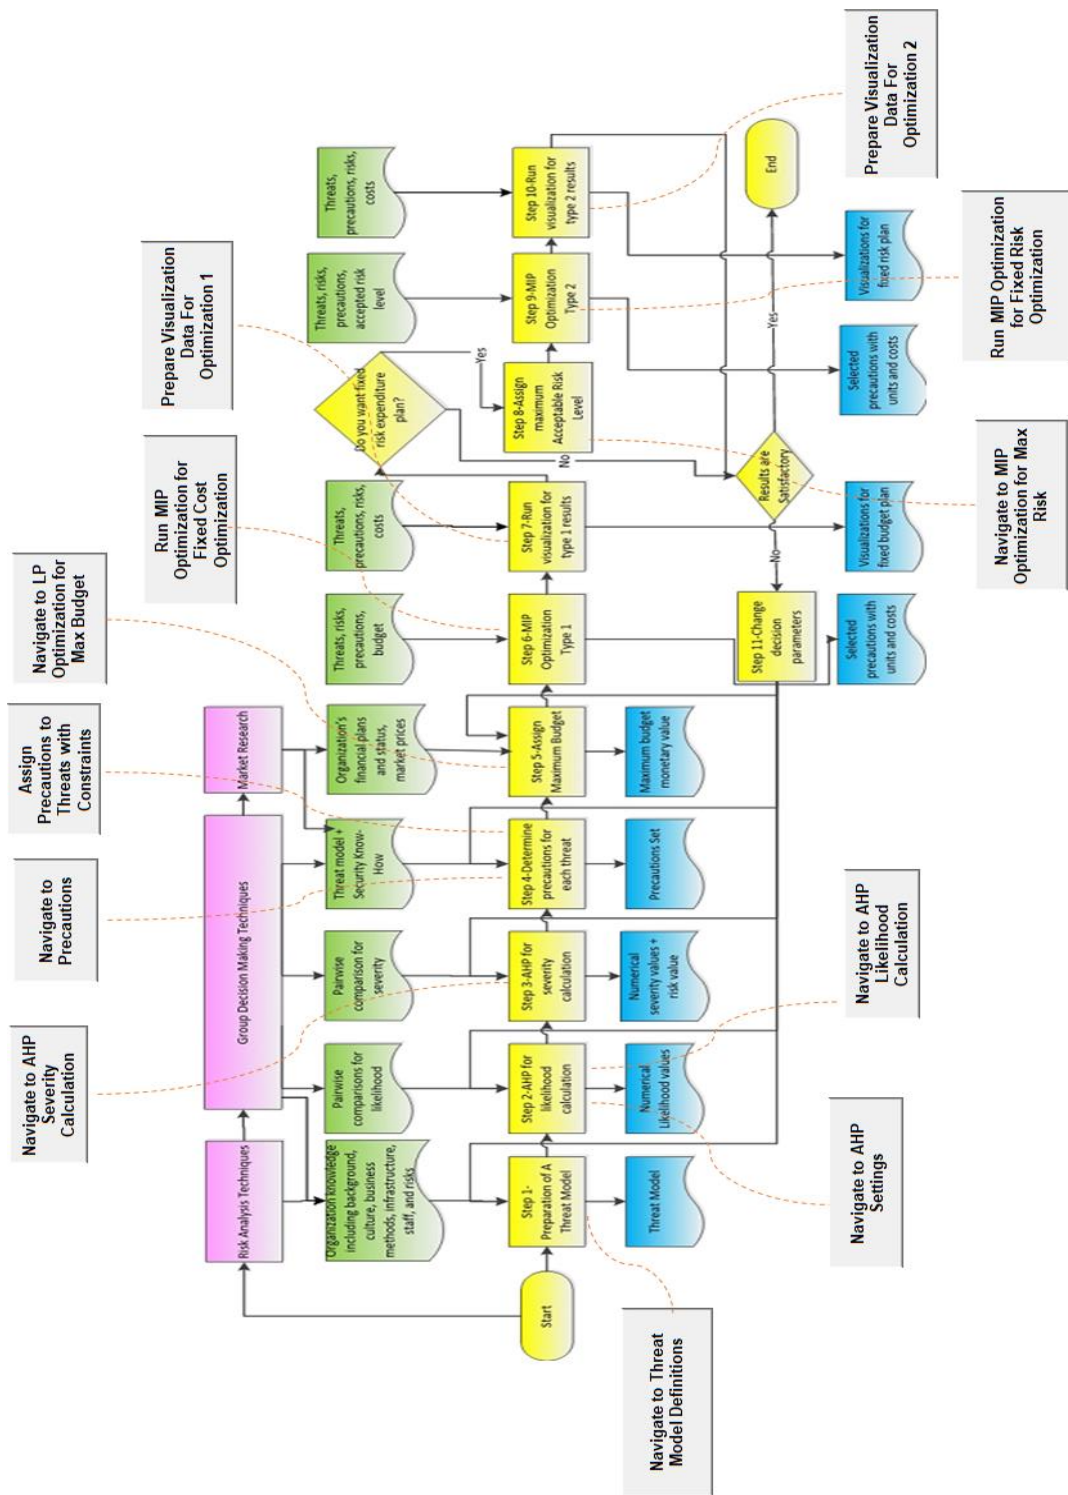 Navigate to AHP
Severity
Calculation
Navigate to
Precautions
Assign
Precautions to
Threats with
Constraints
Navigate to LP
Optimization for
Max Budget
Run MIP
Optimization for
Fixed Cost
Optimization
Prepare Visualization
Data For
Optimization 1
Risk Analysis Techniques
Group Decision Making Techniques
Market Research
Organization knowledge
including background,
culture, business
methods, infrastructure,
staff, and risks
Pairwise
comparisons for
likelihood
Pairwise
comparison for
severity
Threat model +
Security Know-
How
Organization's
financial plans
and status,
market prices
Threats, risks,
precautions,
budget
Threats,
precautions, risks,
costs
Do you want fixed
risk expenditure
plan?
Threats, risks,
precautions,
accepted risk
level
Threats,
precautions, risks,
costs
Yes
No
Start
Step 1-
Preparation of A
Threat Model
Step 2-AHP for
likelihood
calculation
Step 3-AHP for
severity
calculation
Step 4-Determine
precautions for
each threat
Step 5-Assign
Maximum Budget
Step 6-MIP
Optimization
Type 1
Step 7-Run
visualization for
type 1 results
Step 8-Assign
maximum
Acceptable Risk
Level
Step 9-MIP
Optimization
Type 2
Step 10-Run
visualization for
type 2 results
Threat Model
Numerical
Likelihood values
Numerical
severity values +
risk value
Precautions Set
Maximum budget
monetary value
Step 11-Change
decision
parameters
No
Results are
Satisfactory
Yes
End
Selected
precautions with
units and costs
Visualizations for
fixed budget plan
Selected
precautions with
units and costs
Visualizations for
fixed risk plan
Navigate to Threat
Model Definitions
Navigate to AHP
Settings
Navigate to AHP
Likelihood
Calculation
Navigate to MIP
Optimization for Max
Risk
Run MIP Optimization
for Fixed Risk
Optimization
Prepare Visualization
Data For
Optimization 2